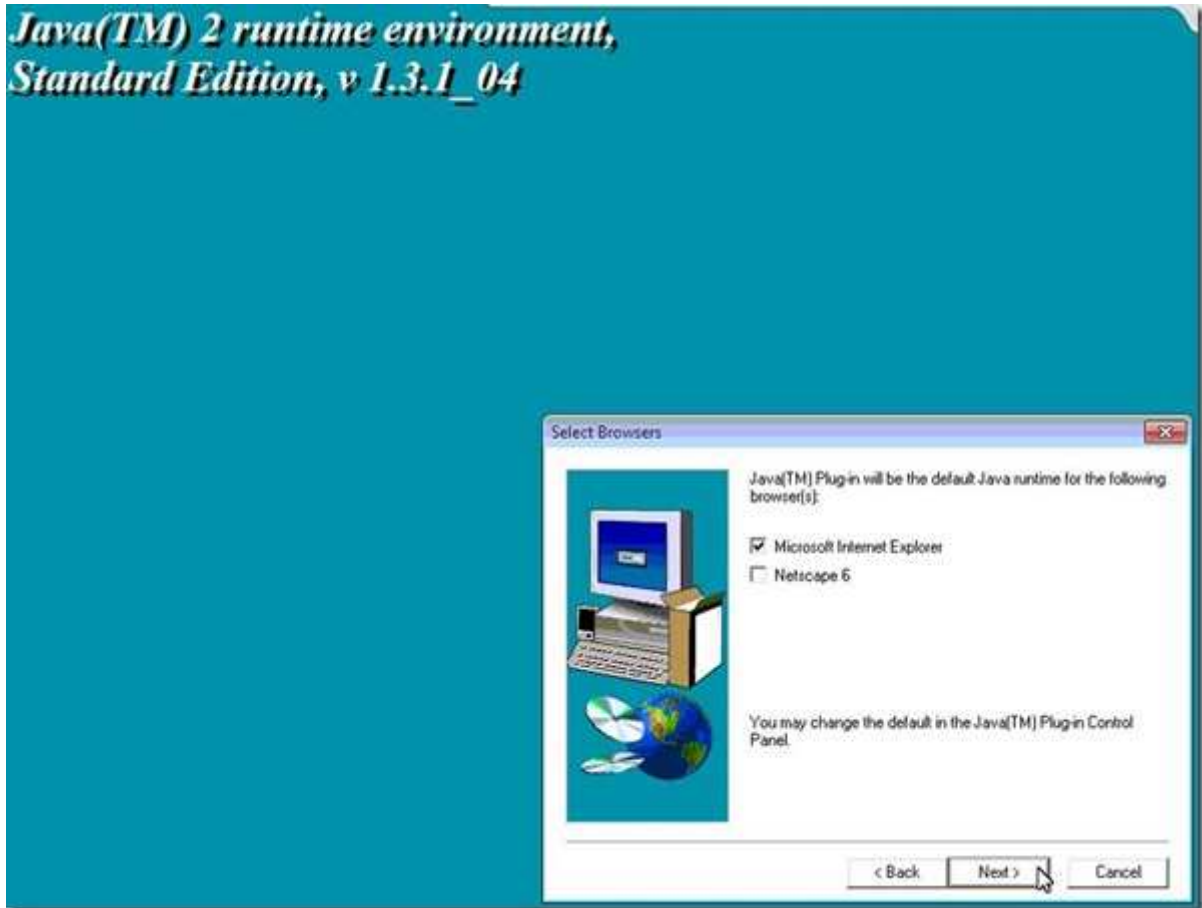 Java(TM) 2 runtime environment,
Standard Edition, v 1.3.1_04
Select Browsers
Java(TM) Plug-in will be the default Java runtime for the following
browser(s):
Microsoft Internet Explorer
Netscape 6
You may change the default in the Java(TM) Plug-in Control
Panel.
< Back
Next >
Cancel